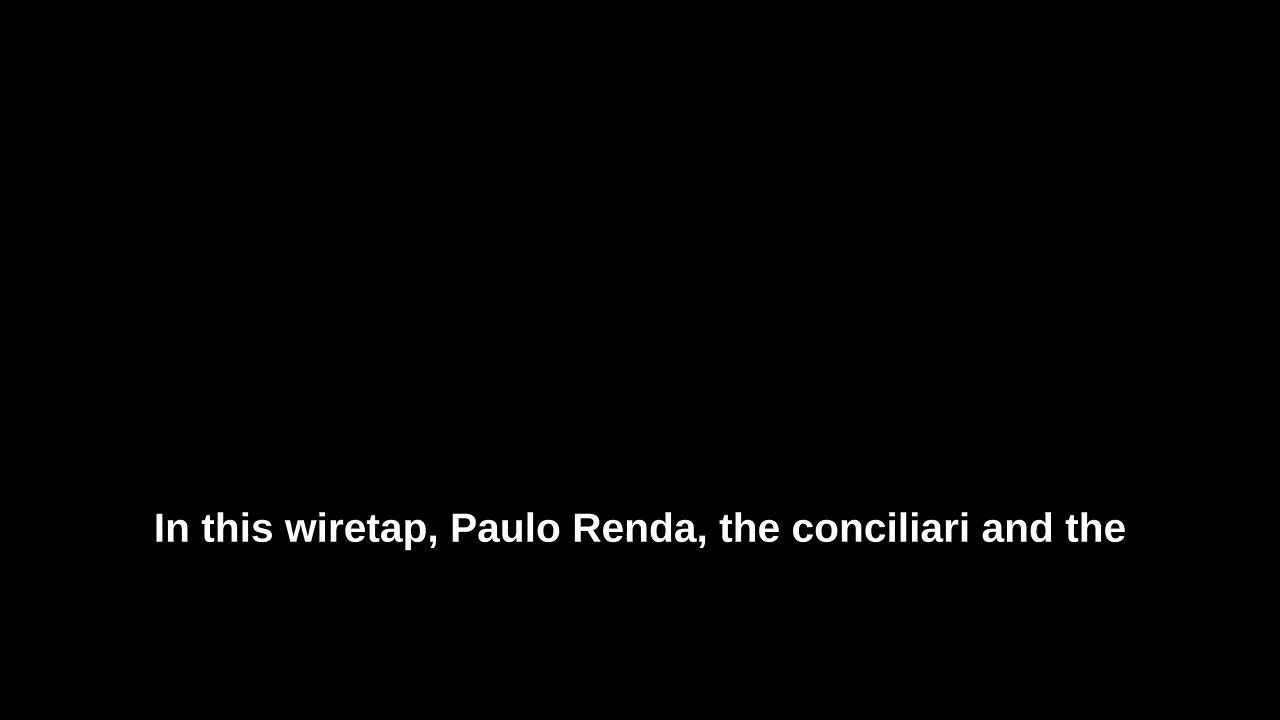 In this wiretap, Paulo Renda, the conciliari and the